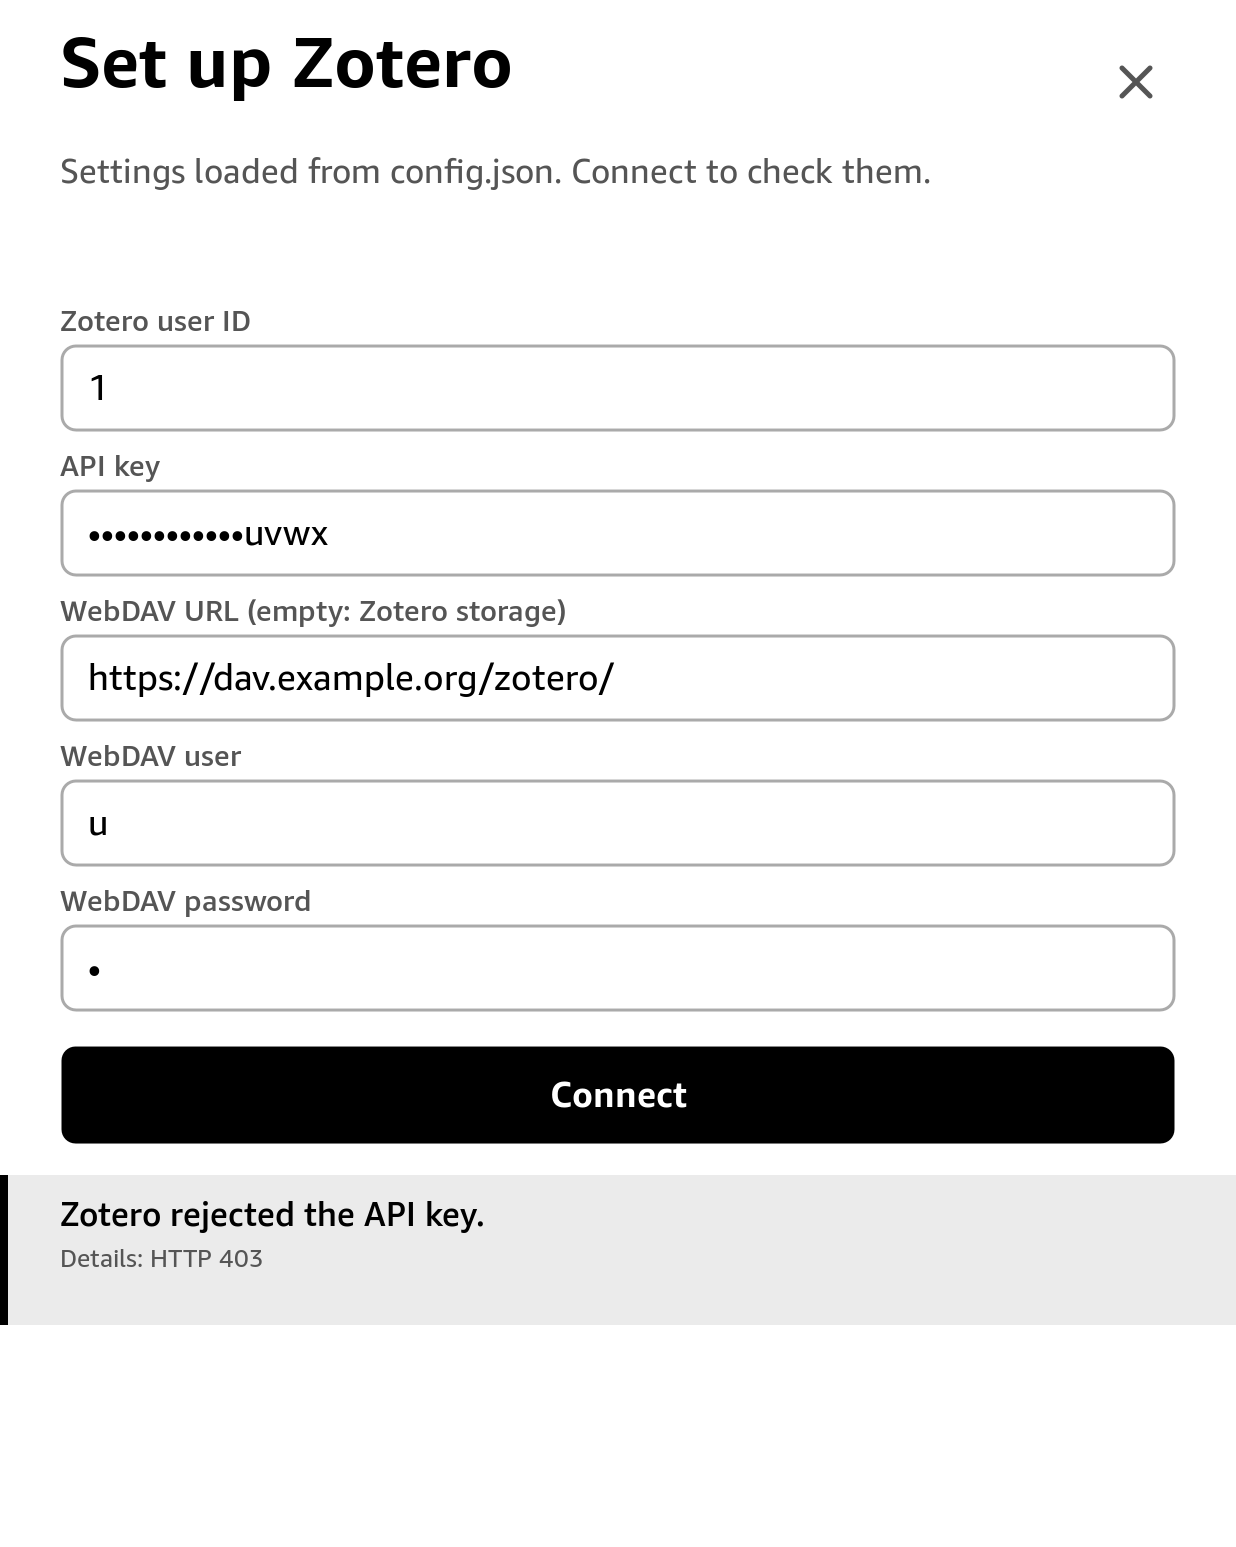 Set up Zotero
Settings loaded from config.json. Connect to check them.
Zotero user ID
1
API key
••••••••••••uvwx
WebDAV URL (empty: Zotero storage)
https://dav.example.org/zotero/
WebDAV user
u
WebDAV password
•
Connect
Zotero rejected the API key.
Details: HTTP 403